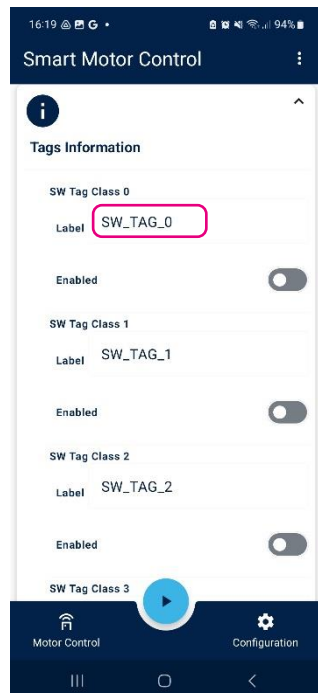 16:19 G 94%
Smart Motor Control
Tags Information
SW Tag Class 0
Label SW_TAG_0
Enabled
SW Tag Class 1
Label SW_TAG_1
Enabled
SW Tag Class 2
Label SW_TAG_2
Enabled
SW Tag Class 3
Motor Control Configuration